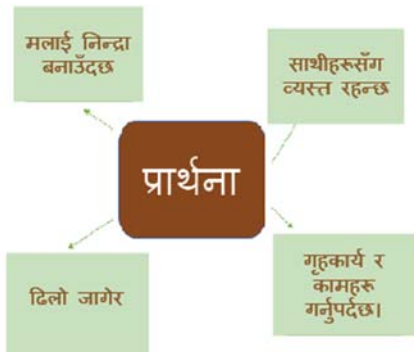 मलाई निन्द्रा
बनाउँदछ
साथीहरूसँग
व्यस्त रहन्छ
प्रार्थना
ढिलो जागेर
गृहकार्य र
कामहरू
गर्नुपर्दछ।